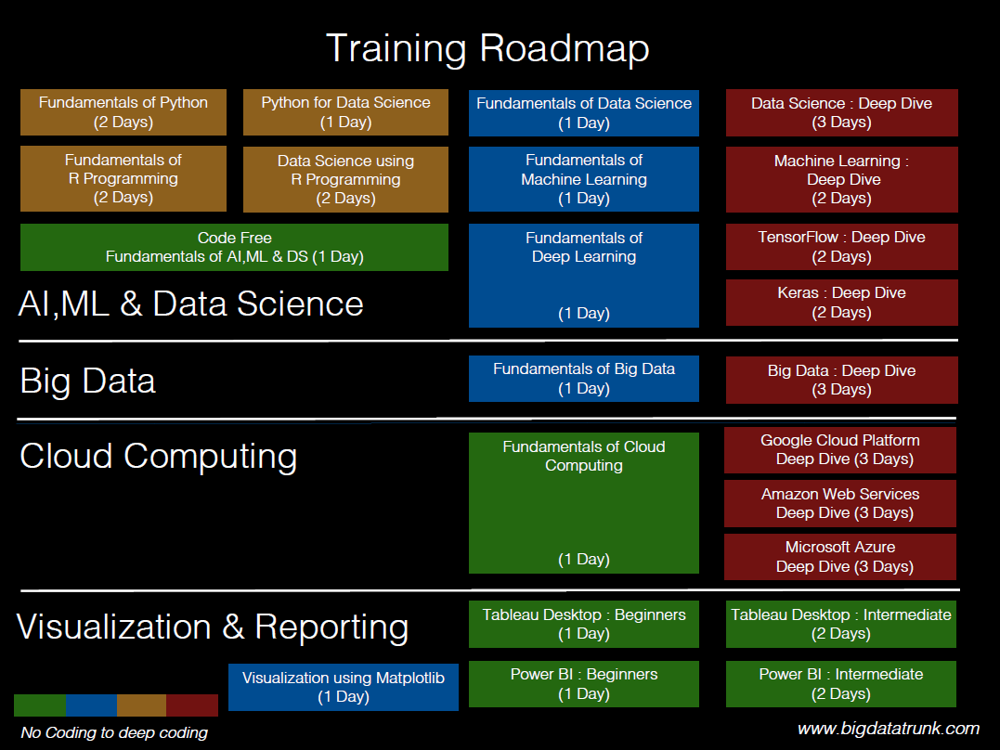 Training Roadmap
Fundamentals of Python
(2 Days)
Python for Data Science
(1 Day)
Fundamentals of Data Science
(1 Day)
Data Science : Deep Dive
(3 Days)
Fundamentals of
R Programming
(2 Days)
Data Science using
R Programming
(2 Days)
Fundamentals of
Machine Learning
(1 Day)
Machine Learning :
Deep Dive
(2 Days)
Code Free
Fundamentals of AI,ML & DS (1 Day)
Fundamentals of
Deep Learning
(1 Day)
TensorFlow : Deep Dive
(2 Days)
Keras : Deep Dive
(2 Days)
AI,ML & Data Science
Big Data
Fundamentals of Big Data
(1 Day)
Big Data : Deep Dive
(3 Days)
Cloud Computing
Fundamentals of Cloud
Computing
(1 Day)
Google Cloud Platform
Deep Dive (3 Days)
Amazon Web Services
Deep Dive (3 Days)
Microsoft Azure
Deep Dive (3 Days)
Visualization & Reporting
Tableau Desktop : Beginners
(1 Day)
Tableau Desktop : Intermediate
(2 Days)
Visualization using Matplotlib
(1 Day)
Power BI : Beginners
(1 Day)
Power BI : Intermediate
(2 Days)
No Coding to deep coding
www.bigdatatrunk.com